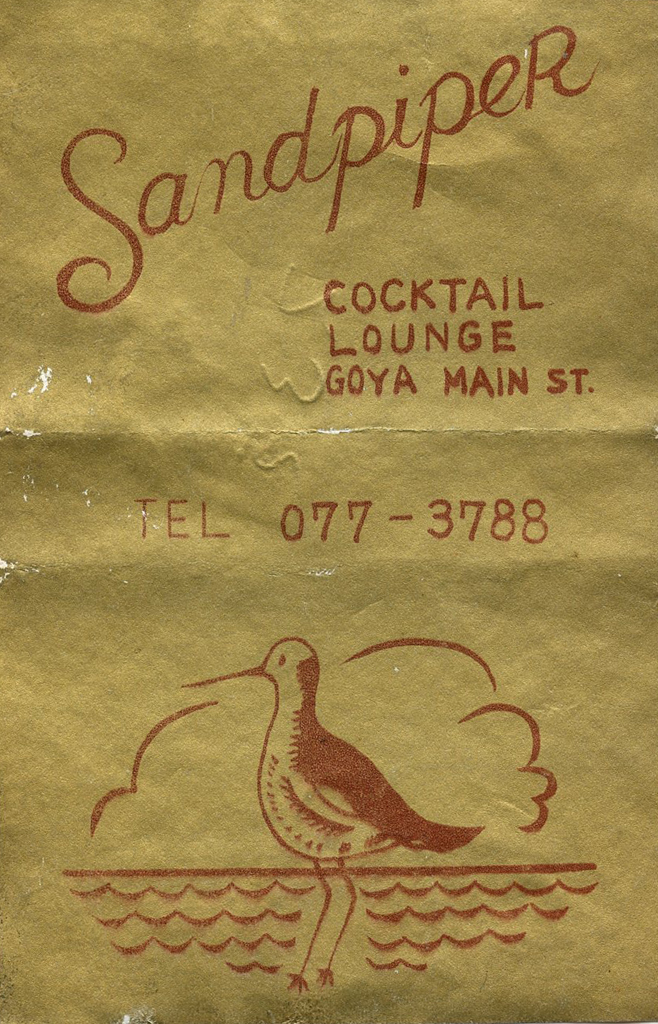 SandpipeR
COCKTAIL
LOUNGE
GOYA MAIN ST.
TEL 077-3788